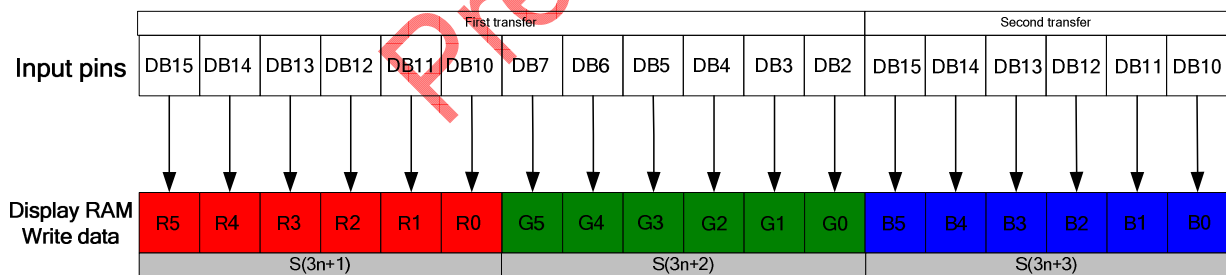 First transfer Second transfer
Input pins DB15 DB14 DB13 DB12 DB11 DB10 DB7 DB6 DB5 DB4 DB3 DB2 DB15 DB14 DB13 DB12 DB11 DB10
Display RAM
Write data
R5 R4 R3 R2 R1 R0 G5 G4 G3 G2 G1 G0 B5 B4 B3 B2 B1 B0
S(3n+1) S(3n+2) S(3n+3)
Pre